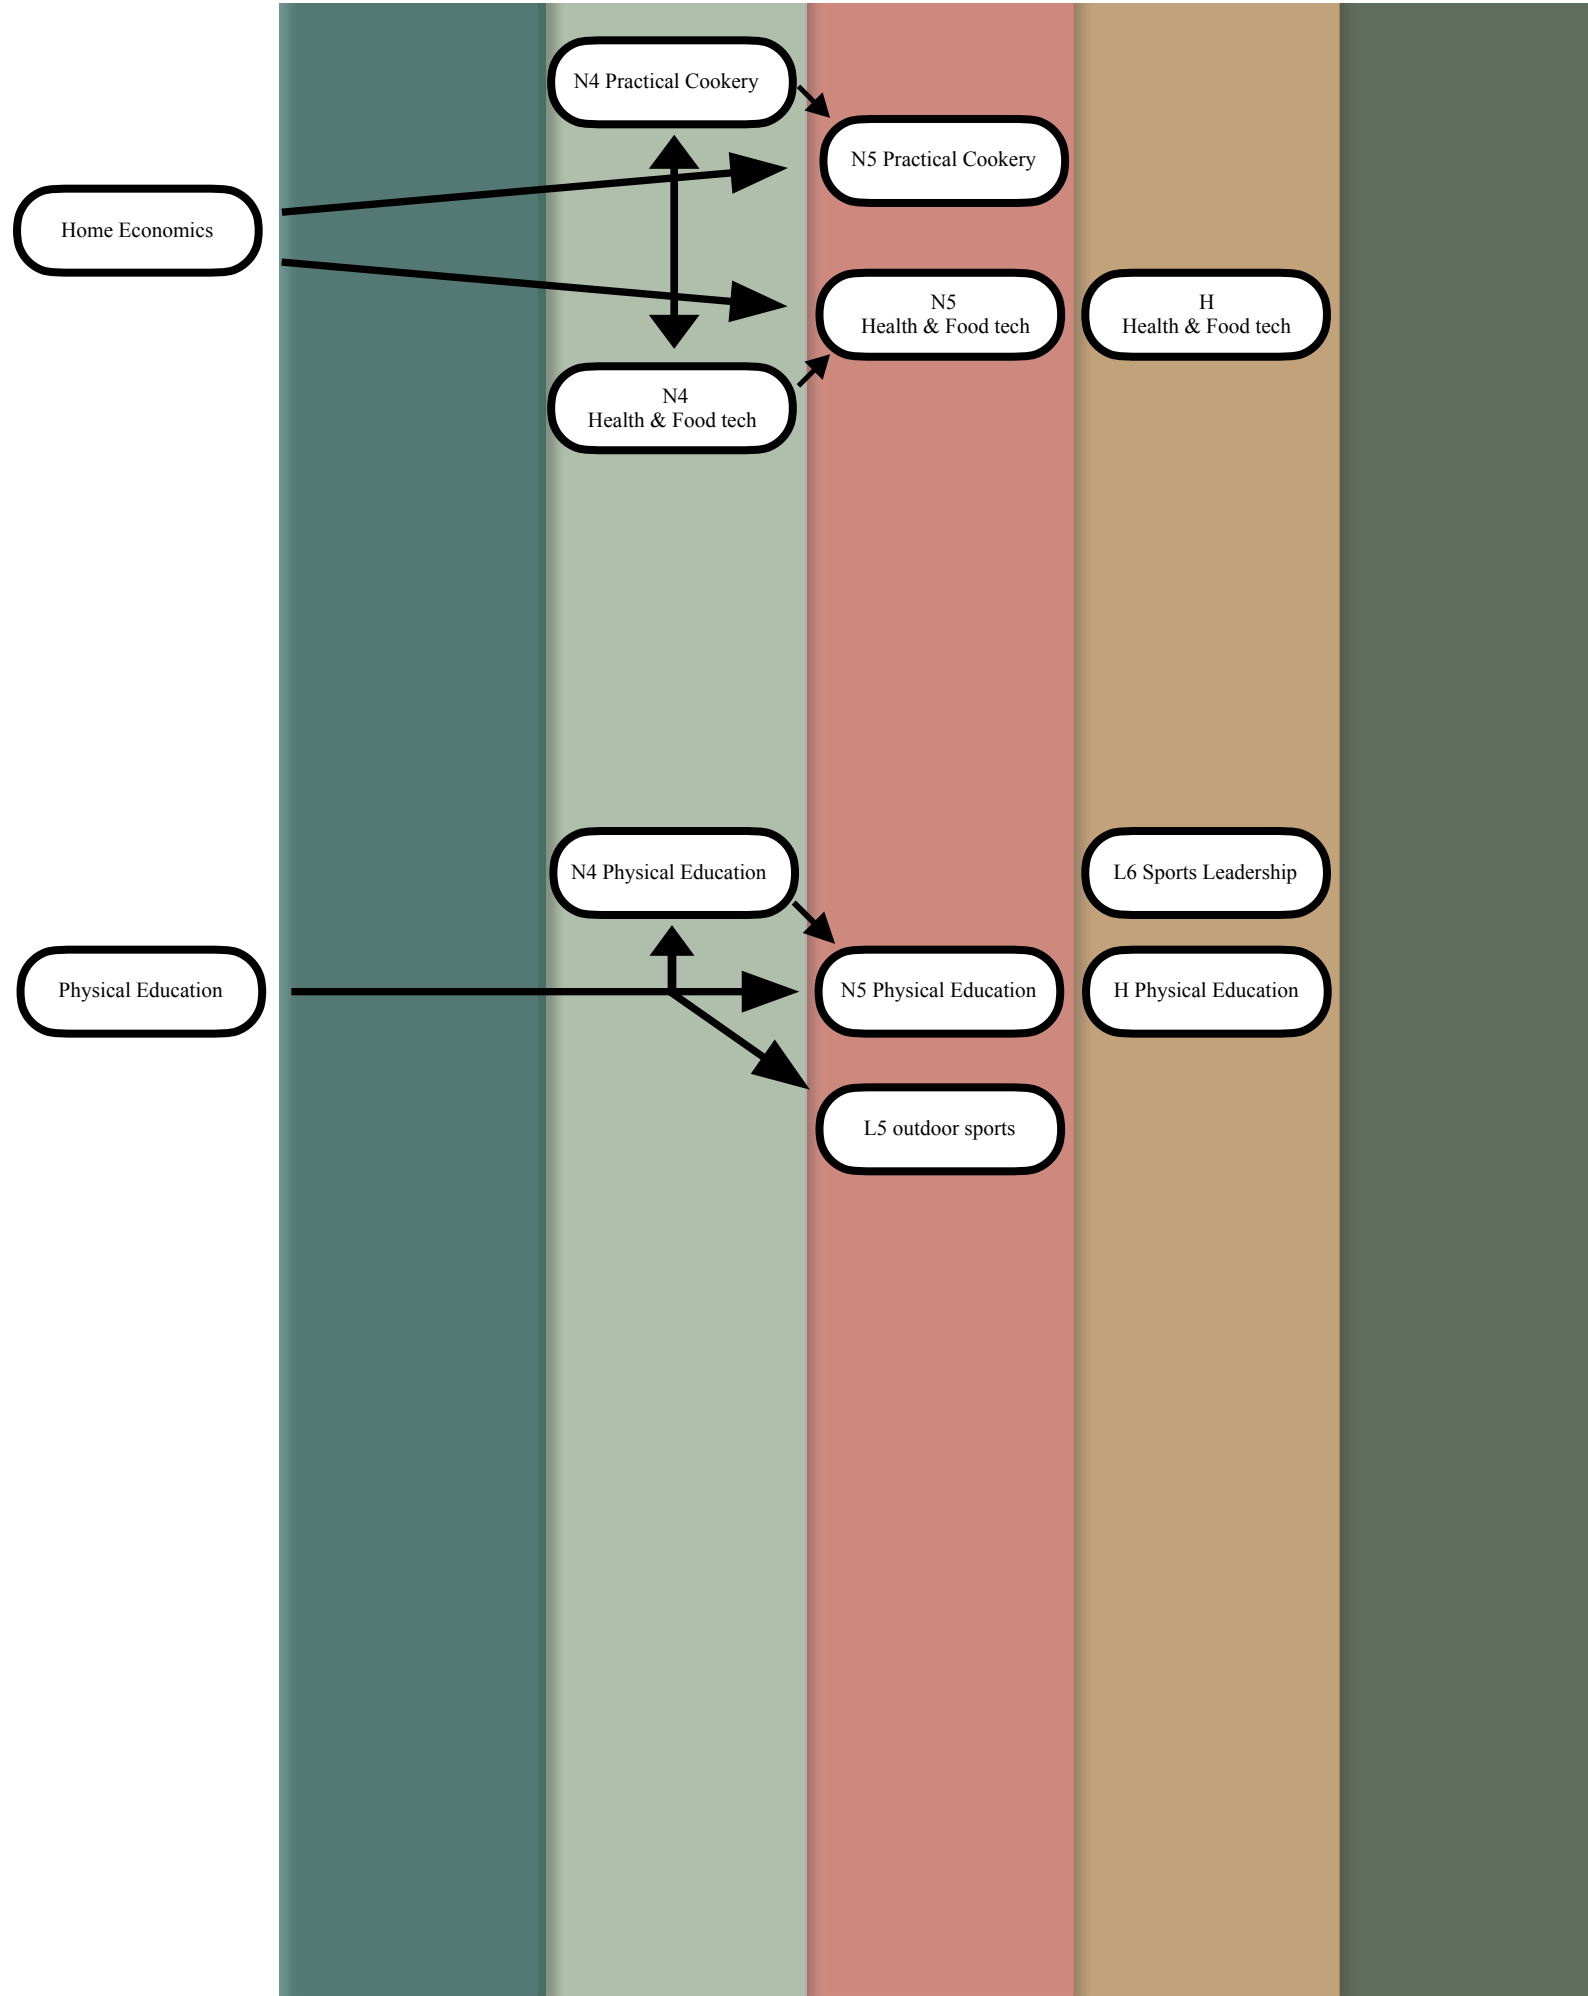 N4 Practical Cookery
N5 Practical Cookery
Home Economics
N5
Health & Food tech
H
Health & Food tech
N4
Health & Food tech
N4 Physical Education
L6 Sports Leadership
Physical Education
N5 Physical Education
H Physical Education
L5 outdoor sports